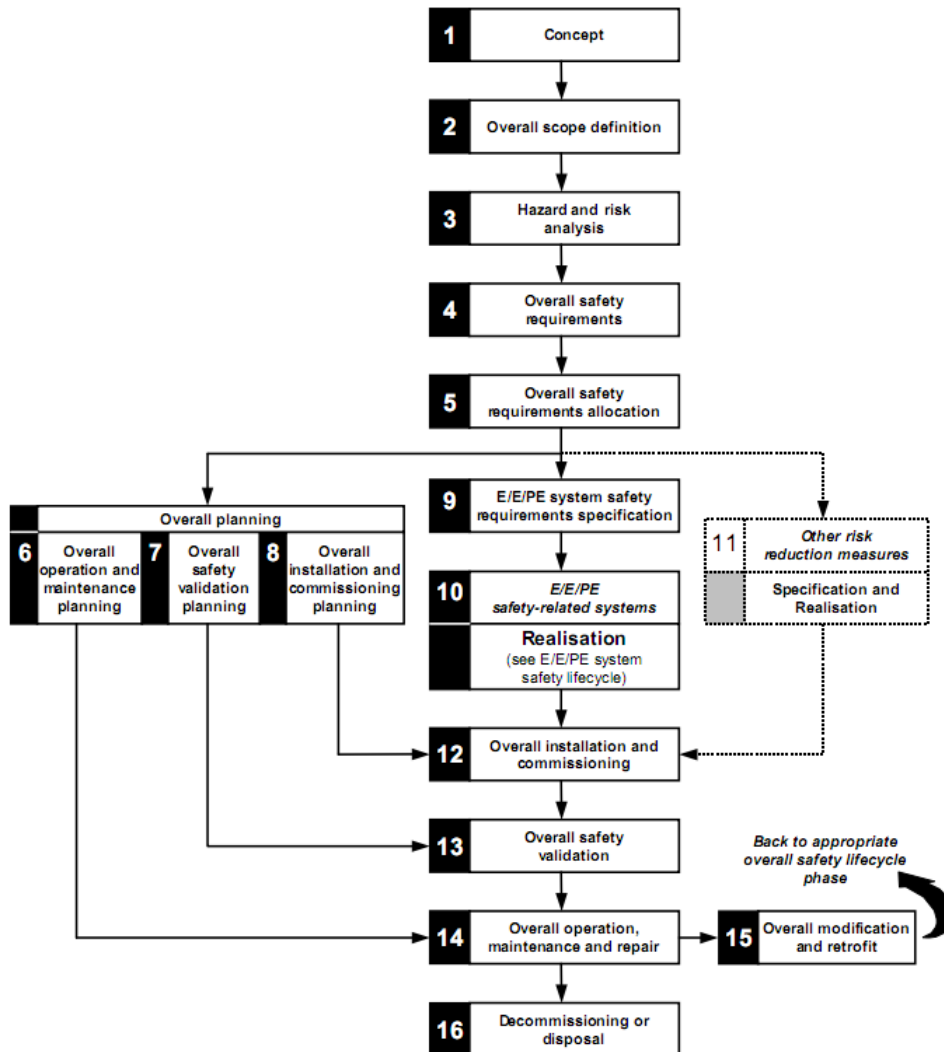 1
Concept
2
Overall scope definition
3
Hazard and risk
analysis
4
Overall safety
requirements
5
Overall safety
requirements allocation
Overall planning
6
Overall
operation and
maintenance
planning
7
Overall
safety
validation
planning
8
Overall
installation and
commissioning
planning
9
E/E/PE system safety
requirements specification
10
E/E/PE
safety-related systems
Realisation
(see E/E/PE system
safety lifecycle)
11
Other risk
reduction measures
Specification and
Realisation
12
Overall installation and
commissioning
13
Overall safety
validation
Back to appropriate
overall safety lifecycle
phase
14
Overall operation,
maintenance and repair
15
Overall modification
and retrofit
16
Decommissioning or
disposal